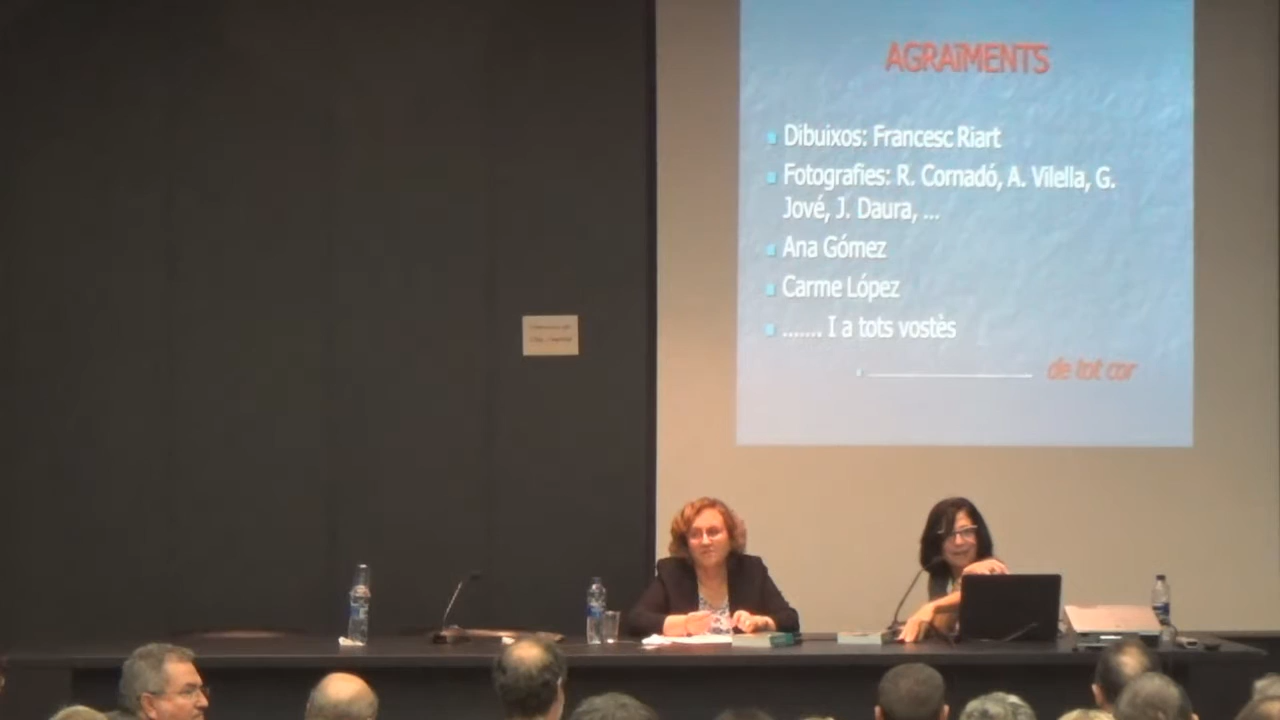 AGRAÏMENTS
Dibuixos: Francesc Riart
Fotografies: R. Cornadó, A. Vilella, G.
Jové, J. Daura, ...
Ana Gómez
Carme López
....... I a tots vostès
de tot cor